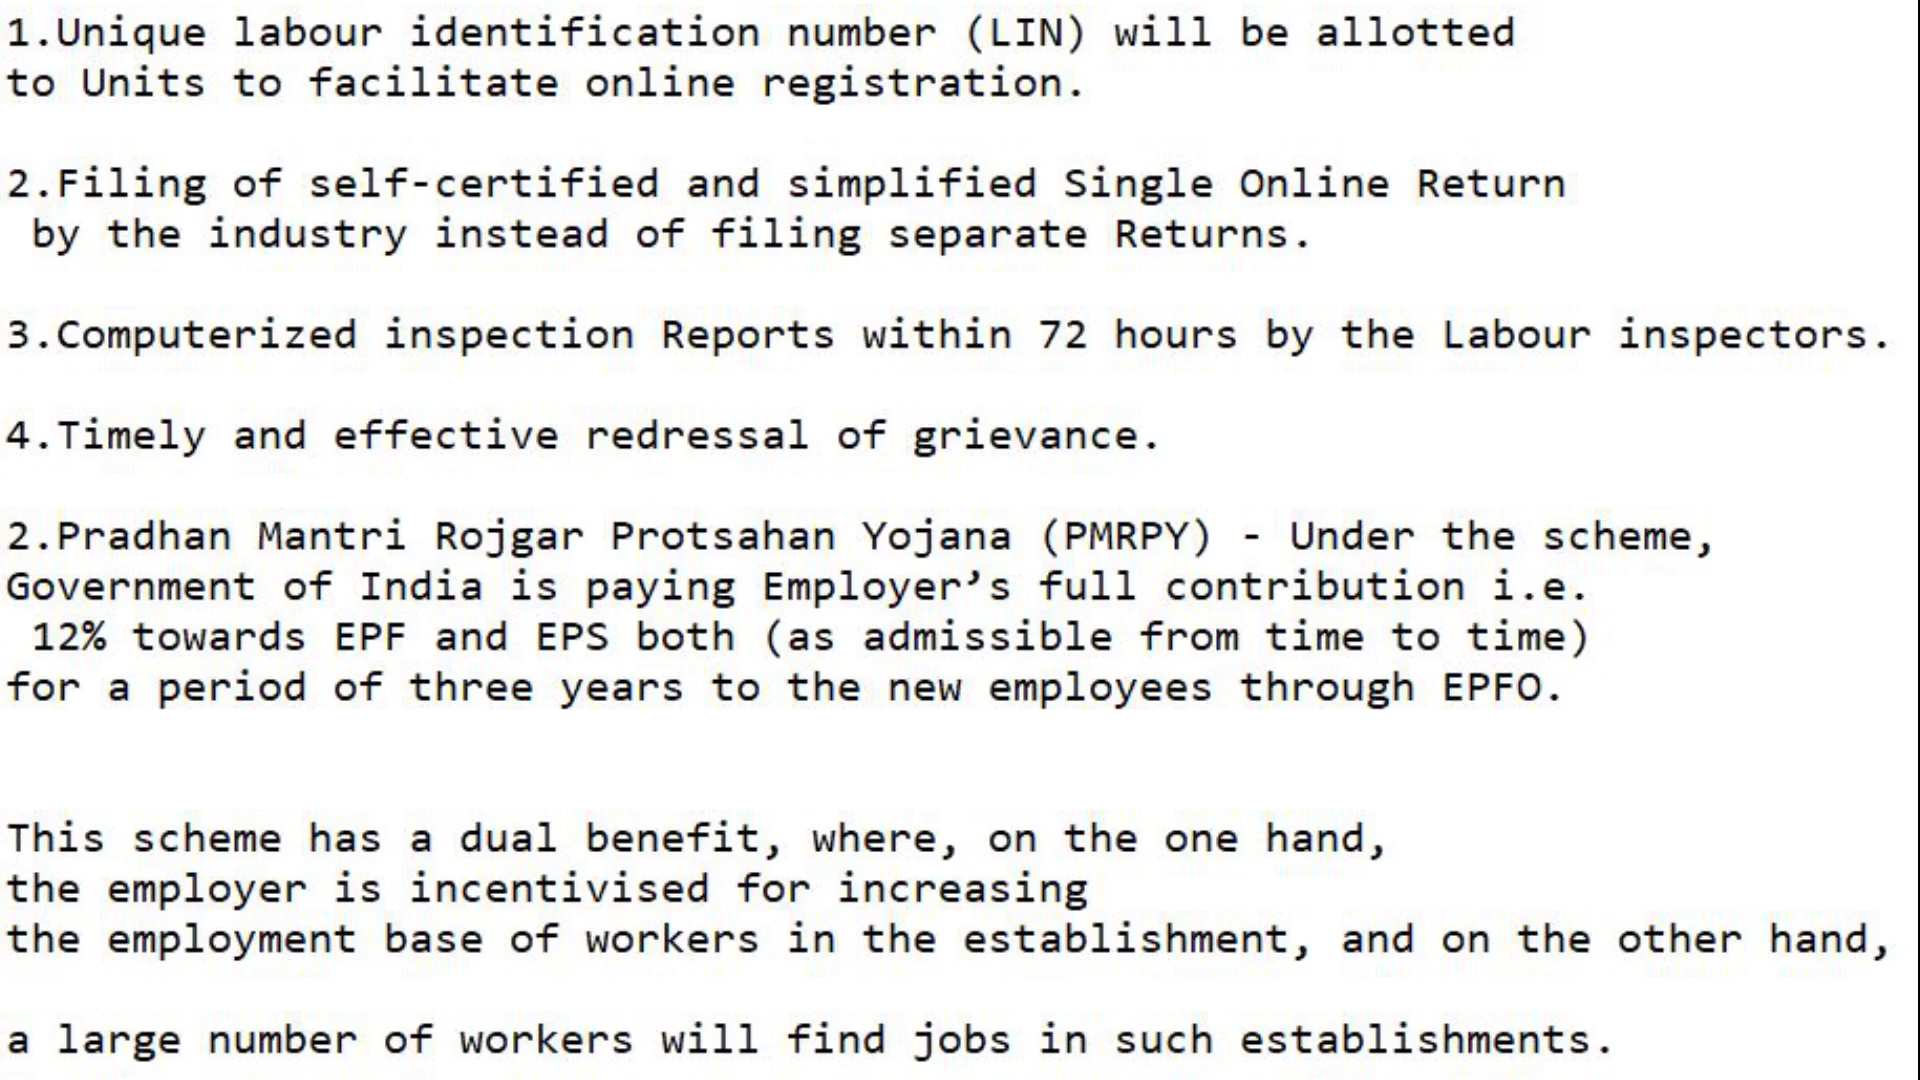 1.Unique labour identification number (LIN) will be allotted
to Units to facilitate online registration.
2.Filing of self-certified and simplified Single Online Return
by the industry instead of filing separate Returns.
3.Computerized inspection Reports within 72 hours by the Labour inspectors.
4.Timely and effective redressal of grievance.
2.Pradhan Mantri Rojgar Protsahan Yojana (PMRPY) - Under the scheme,
Government of India is paying Employer’s full contribution i.e.
12% towards EPF and EPS both (as admissible from time to time)
for a period of three years to the new employees through EPFO.
This scheme has a dual benefit, where, on the one hand,
the employer is incentivised for increasing
the employment base of workers in the establishment, and on the other hand,
a large number of workers will find jobs in such establishments.